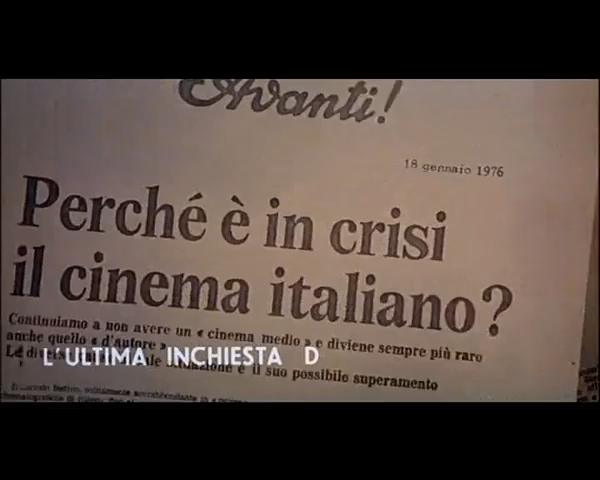 Avanti!
18 gennaio 1976
Perché è in crisi
il cinema italiano?
Continuiamo a non avere un « cinema medio » e diviene sempre più raro
anche quello « d'autore »
L'ULTIMA INCHIESTA D
è il suo possibile superamento